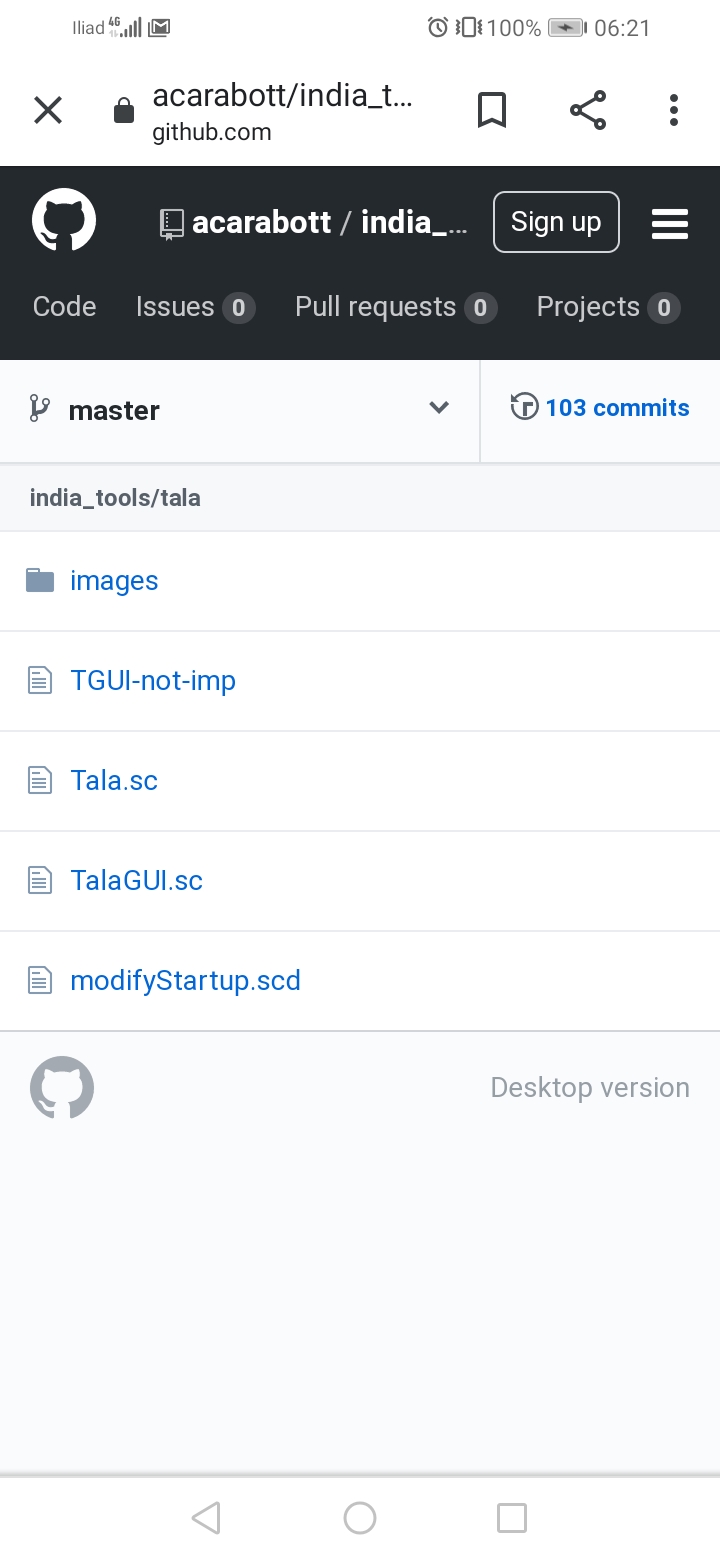 Iliad 4G 100% 06:21
acarabott/india_t...
github.com
acarabott / india_... Sign up
Code Issues 0 Pull requests 0 Projects 0
master 103 commits
india_tools/tala
images
TGUI-not-imp
Tala.sc
TalaGUI.sc
modifyStartup.scd
Desktop version